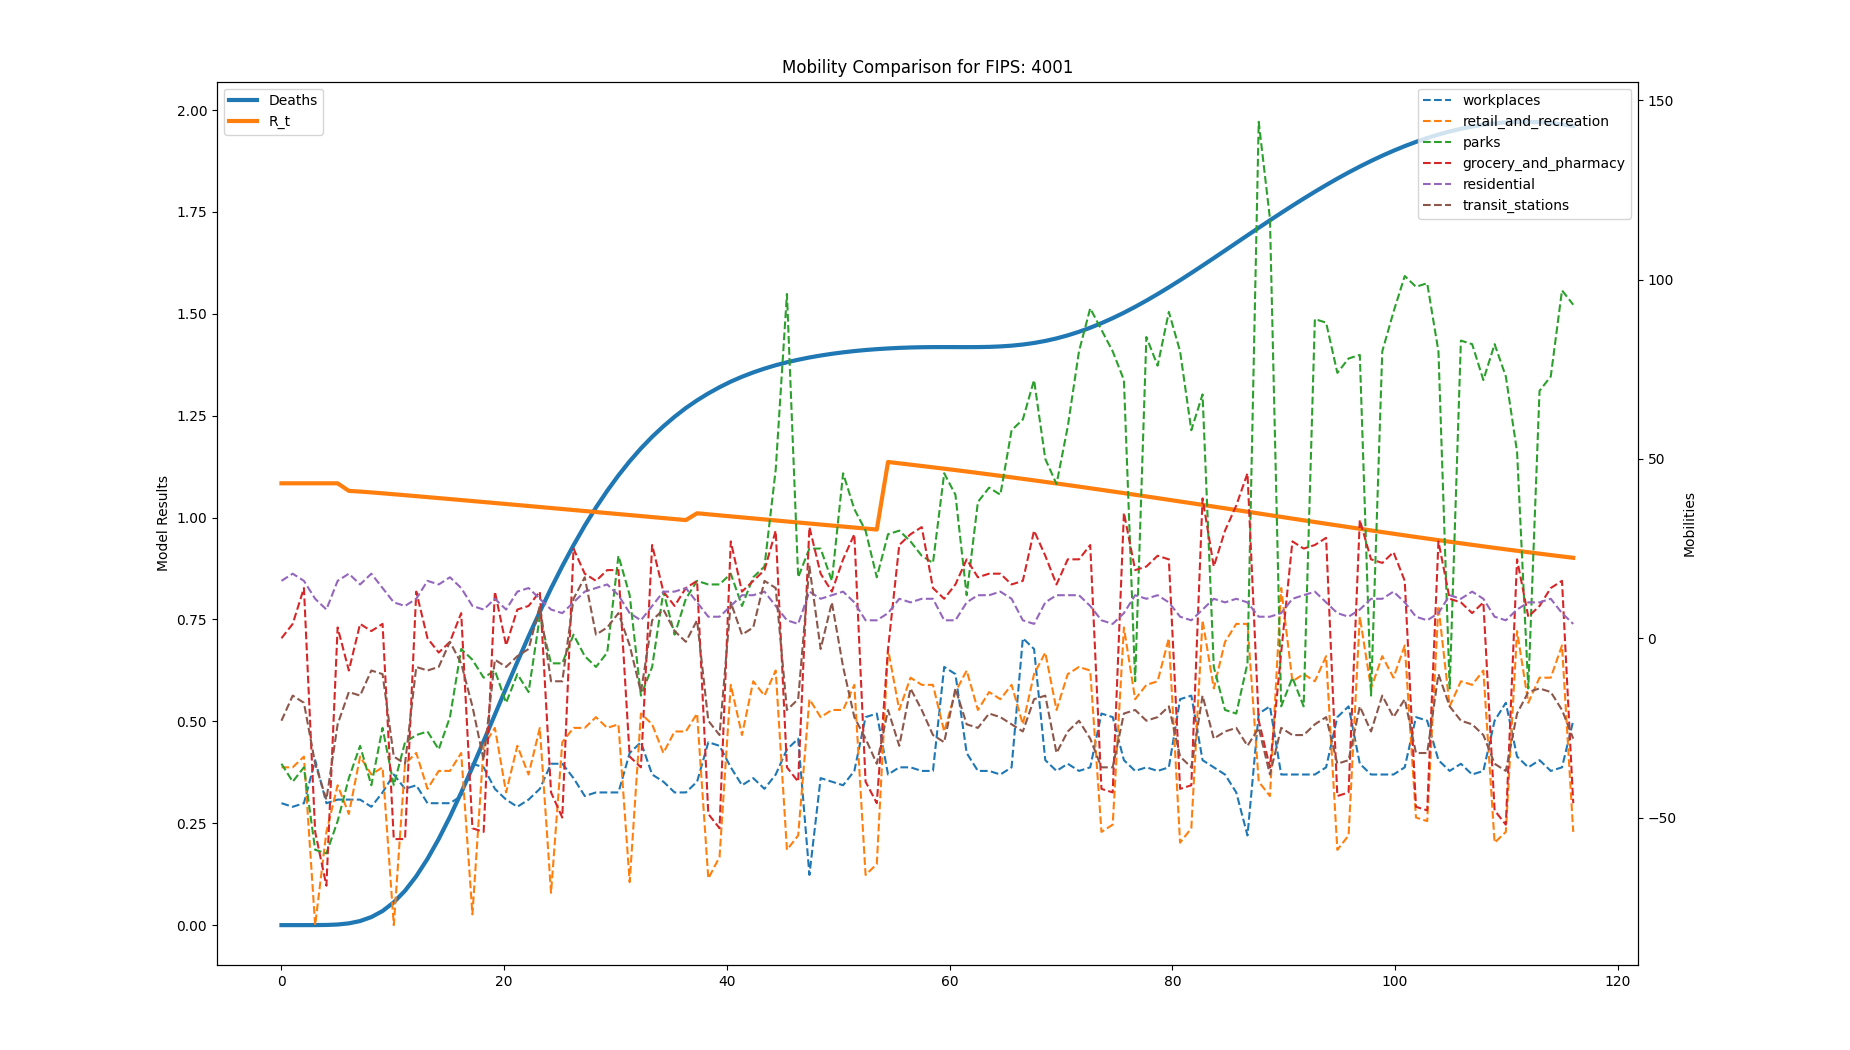 Mobility Comparison for FIPS: 4001
Deaths
R_t
workplaces
retail_and_recreation
parks
grocery_and_pharmacy
residential
transit_stations
Model Results
2.00
1.75
1.50
1.25
1.00
0.75
0.50
0.25
0.00
Mobilities
150
100
50
0
−50
0 20 40 60 80 100 120